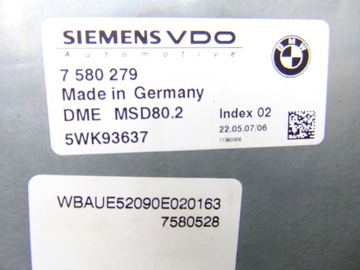 SIEMENS VDO
Automotive
BMW
7 580 279
Made in Germany
DME MSD80.2
Index 02
22.05.07/06
5WK93637
WBAUE52090E020163
7580528